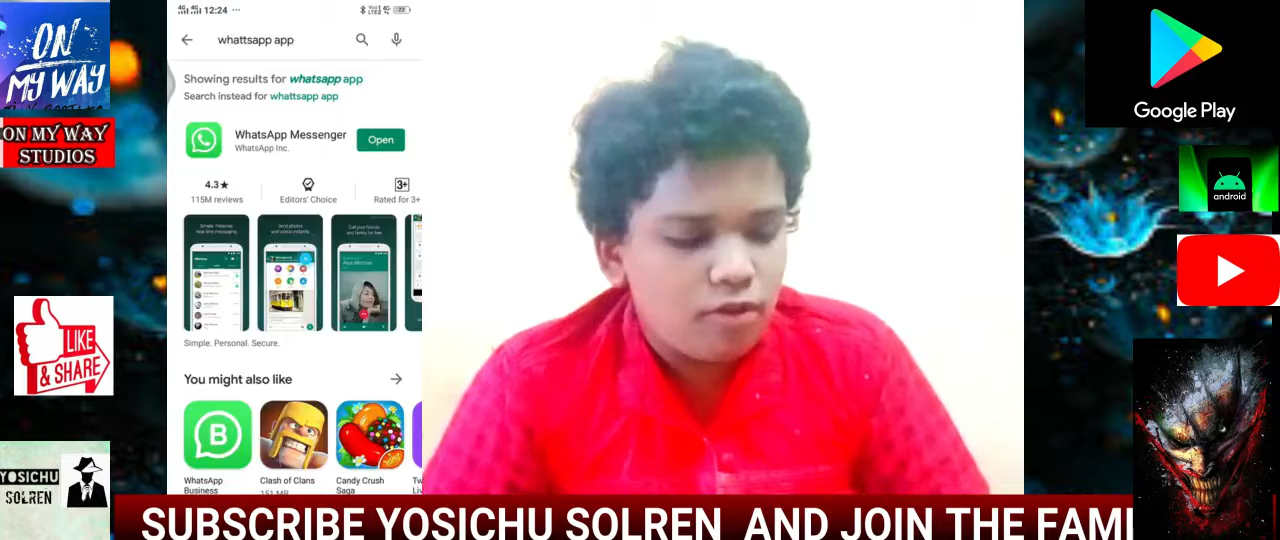 ON
MY WAY
ON MY WAY
STUDIOS
LIKE
& SHARE
YOSICHU
SOLREN
12:24
whattsapp app
Showing results for whatsapp app
Search instead for whattsapp app
WhatsApp Messenger
WhatsApp Inc.
Open
4.3★
115M reviews
Editors' Choice
3+
Rated for 3+
Simple. Personal. Secure.
You might also like
WhatsApp
Business
Clash of Clans
151 MB
Candy Crush
Saga
Google Play
android
SUBSCRIBE YOSICHU SOLREN AND JOIN THE FAMI